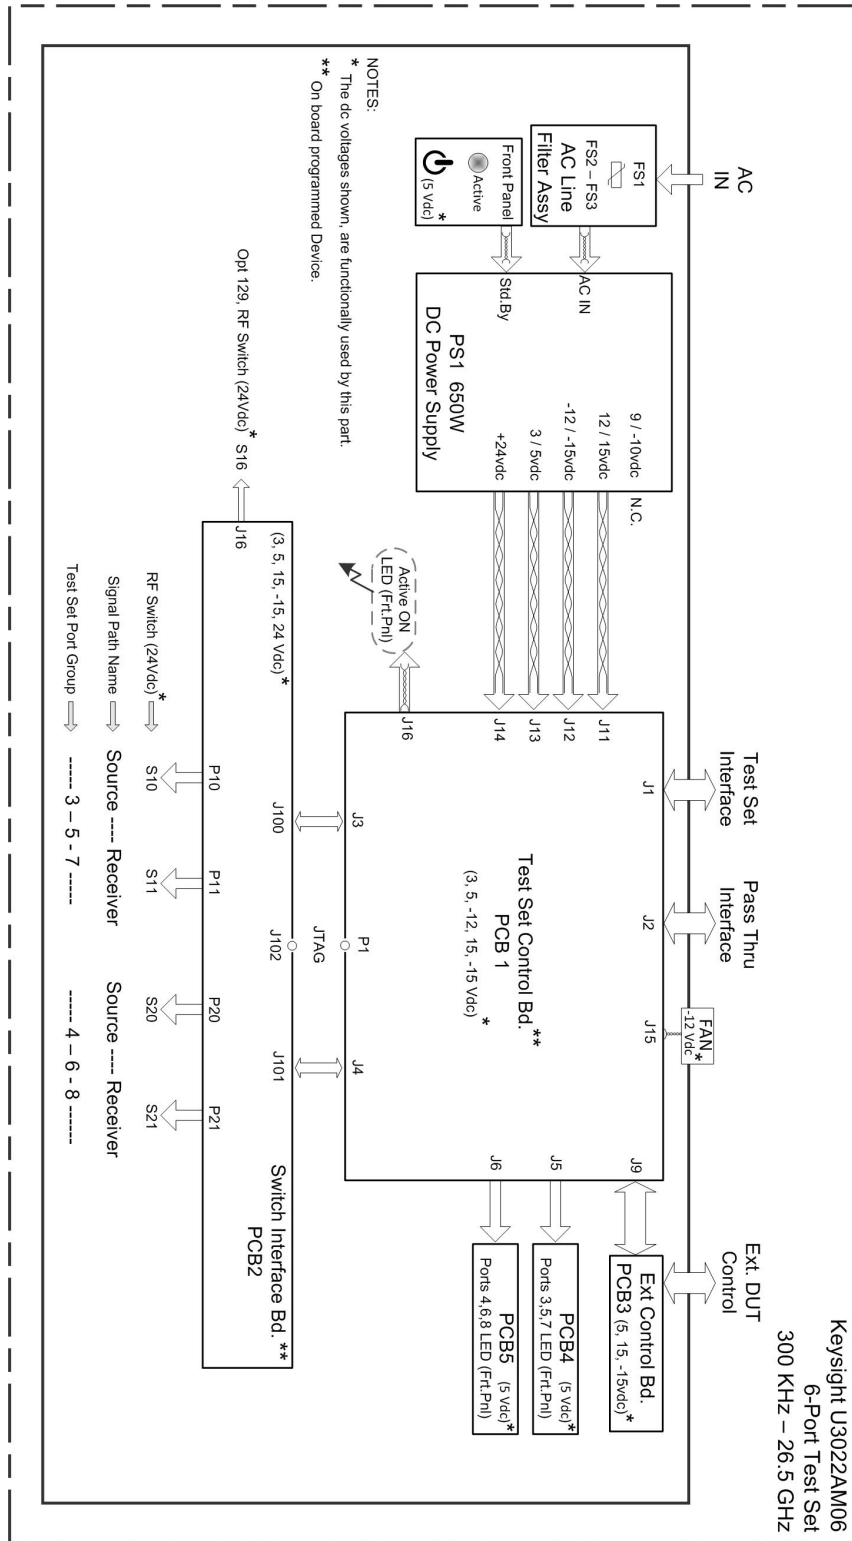 Keysight U3022AM06
6-Port Test Set
300 KHz – 26.5 GHz
AC
IN
Test Set
Interface
Pass Thru
Interface
Ext. DUT
Control
FAN *
-12 Vdc
FS1
FS2 – FS3
AC Line
Filter Assy
Front Panel
Active
(5 Vdc) *
AC IN
Std.By
PS1 650W
DC Power Supply
9 / -10vdc
N.C.
12 / 15vdc
-12 / -15vdc
3 / 5vdc
+24vdc
J1
J2
J15
J9
J11
J12
J13
J14
J16
Test Set Control Bd. **
PCB 1
(3, 5, -12, 15, -15 Vdc) *
J5
J6
J3
P1
J4
Ext Control Bd.
PCB3 (5, 15, -15vdc) *
PCB4 (5 Vdc) *
Ports 3,5,7 LED (Frt.Pnl)
PCB5 (5 Vdc) *
Ports 4,6,8 LED (Frt.Pnl)
Active ON
LED (Frt.Pnl)
NOTES:
* The dc voltages shown, are functionally used by this part.
** On board programmed Device.
JTAG
J100
J102
J101
(3, 5, 15, -15, 24 Vdc) *
Switch Interface Bd. **
PCB2
Opt 129, RF Switch (24Vdc) * S16
J16
P10
P11
P20
P21
RF Switch (24Vdc) *
S10
S11
S20
S21
Signal Path Name
Source ---- Receiver
Source ---- Receiver
Test Set Port Group
----- 3 – 5 - 7 -----
----- 4 – 6 - 8 ------